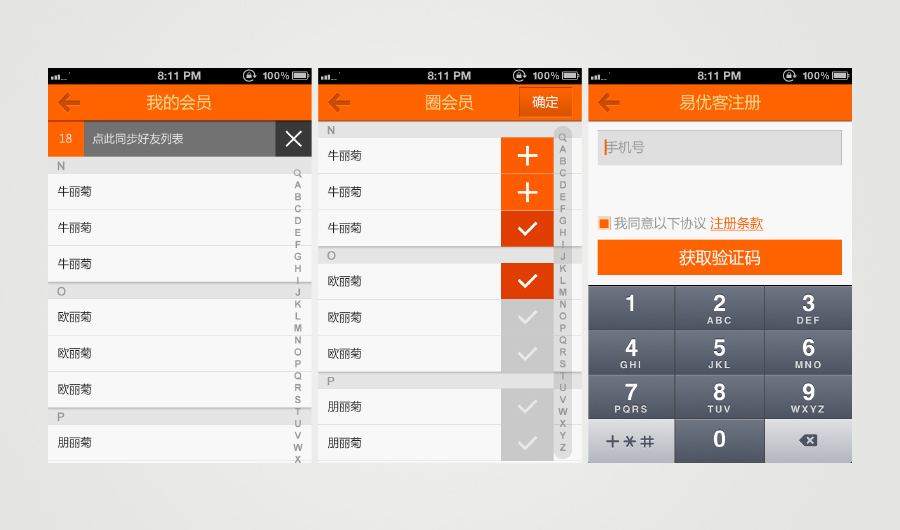 8:11 PM
100%
我的会员
18
点此同步好友列表
N
牛丽菊
牛丽菊
牛丽菊
O
欧丽菊
欧丽菊
欧丽菊
P
朋丽菊
A
B
C
D
E
F
G
H
I
J
K
L
M
N
O
P
Q
R
S
T
U
V
W
X
8:11 PM
100%
圈会员
确定
N
牛丽菊
牛丽菊
牛丽菊
O
欧丽菊
欧丽菊
欧丽菊
P
朋丽菊
朋丽菊
A
B
C
D
E
F
G
H
I
J
K
L
M
N
O
P
Q
R
S
T
U
V
W
X
Y
Z
8:11 PM
100%
易优客注册
手机号
我同意以下协议 注册条款
获取验证码
1 2 3
ABC DEF
4 5 6
GHI JKL MNO
7 8 9
PQRS TUV WXYZ
+*# 0